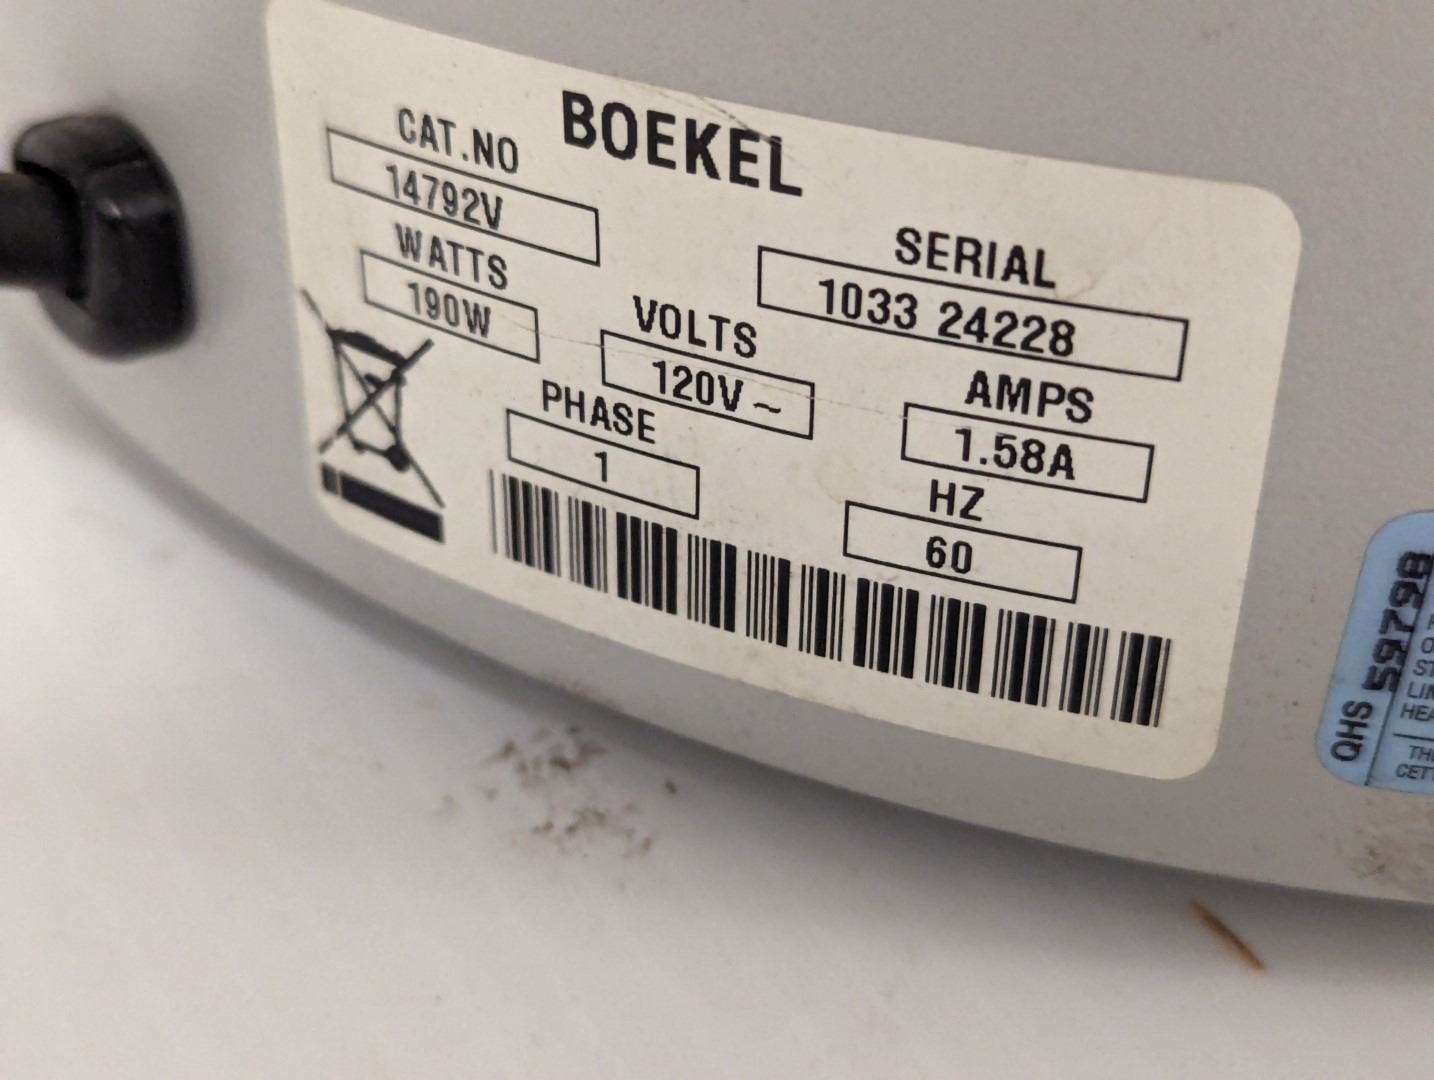 BOEKEL
CAT.NO
14792V
SERIAL
1033 24228
WATTS
190W
VOLTS
120V ~
AMPS
1.58A
PHASE
1
HZ
60
QHS 59798